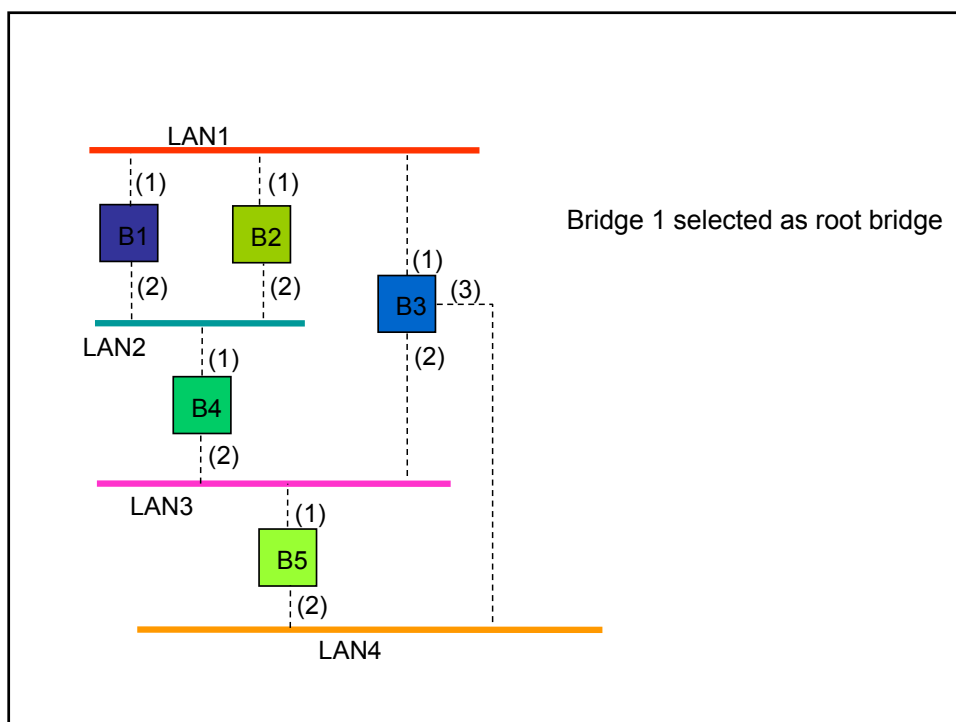 LAN1
(1)
(1)
B1
B2
Bridge 1 selected as root bridge
(1)
(3)
(2)
(2)
B3
LAN2
(1)
(2)
B4
(2)
LAN3
(1)
B5
(2)
LAN4